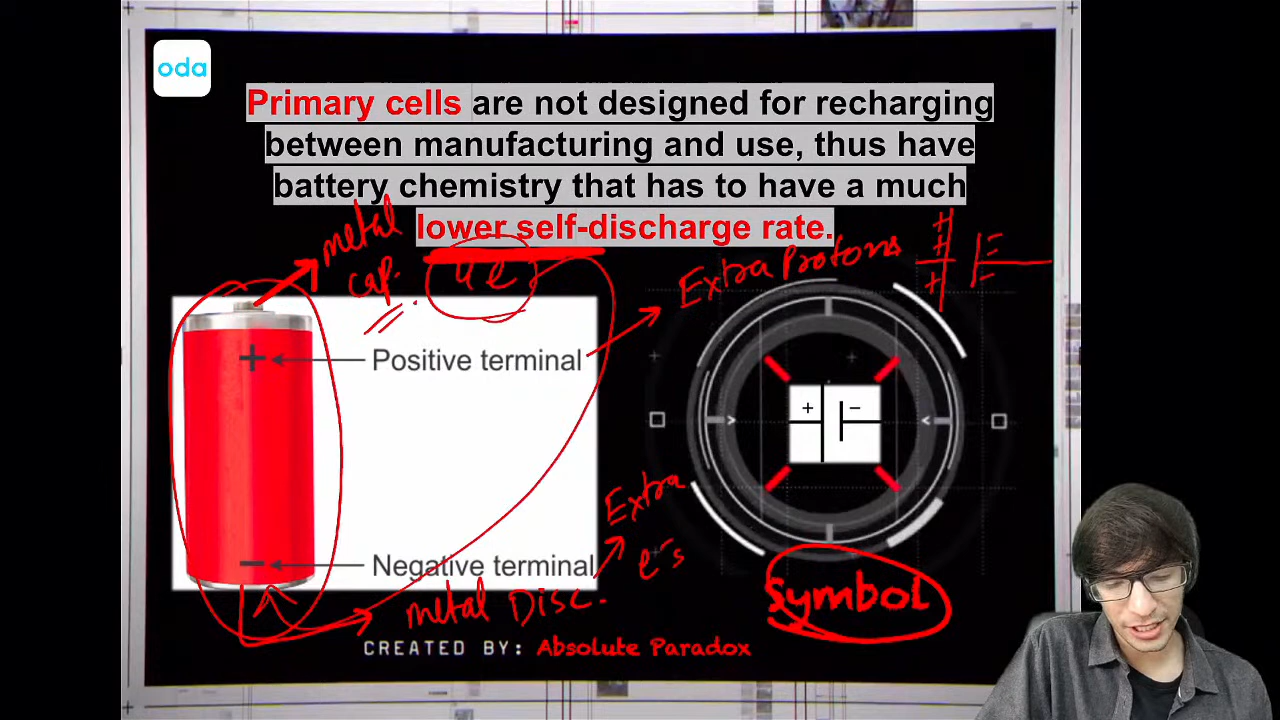 oda
Primary cells are not designed for recharging
between manufacturing and use, thus have
battery chemistry that has to have a much
lower self-discharge rate.
metal
cap.
Extra Protons
+
Positive terminal
+ −
Extra
e⁻s
−
Negative terminal
metal Disc.
Symbol
CREATED BY: Absolute Paradox